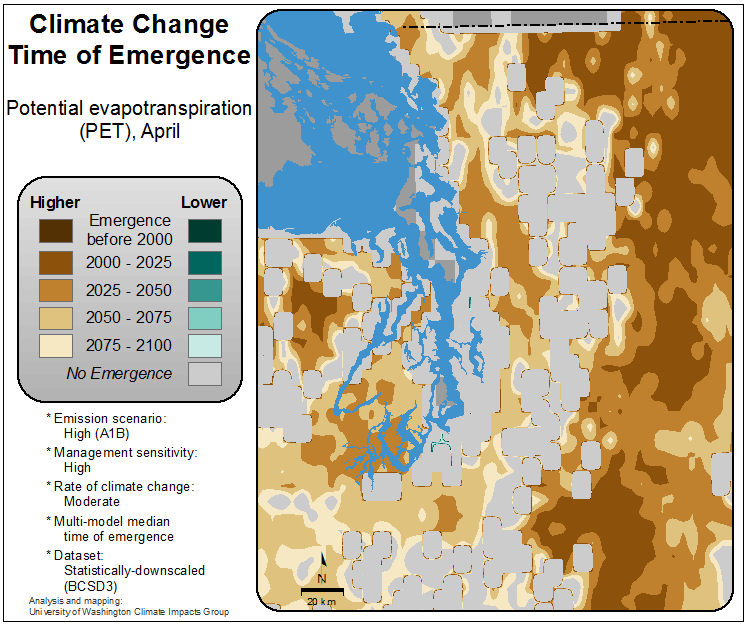 Climate Change
Time of Emergence
Potential evapotranspiration
(PET), April
Higher Lower
Emergence
before 2000
2000 - 2025
2025 - 2050
2050 - 2075
2075 - 2100
No Emergence
* Emission scenario:
High (A1B)
* Management sensitivity:
High
* Rate of climate change:
Moderate
* Multi-model median
time of emergence
* Dataset:
Statistically-downscaled
(BCSD3)
Analysis and mapping:
University of Washington Climate Impacts Group
N
20 km